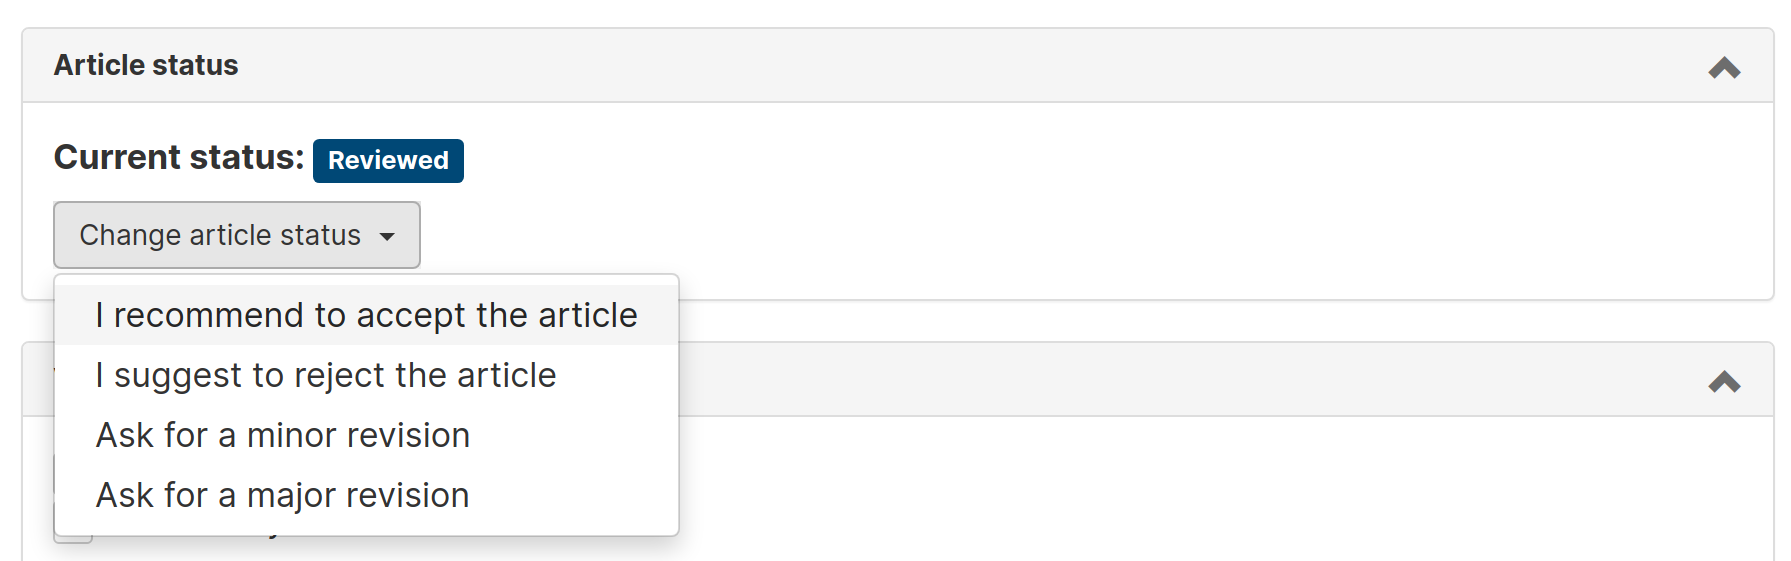 Article status
Current status: Reviewed
Change article status
I recommend to accept the article
I suggest to reject the article
Ask for a minor revision
Ask for a major revision